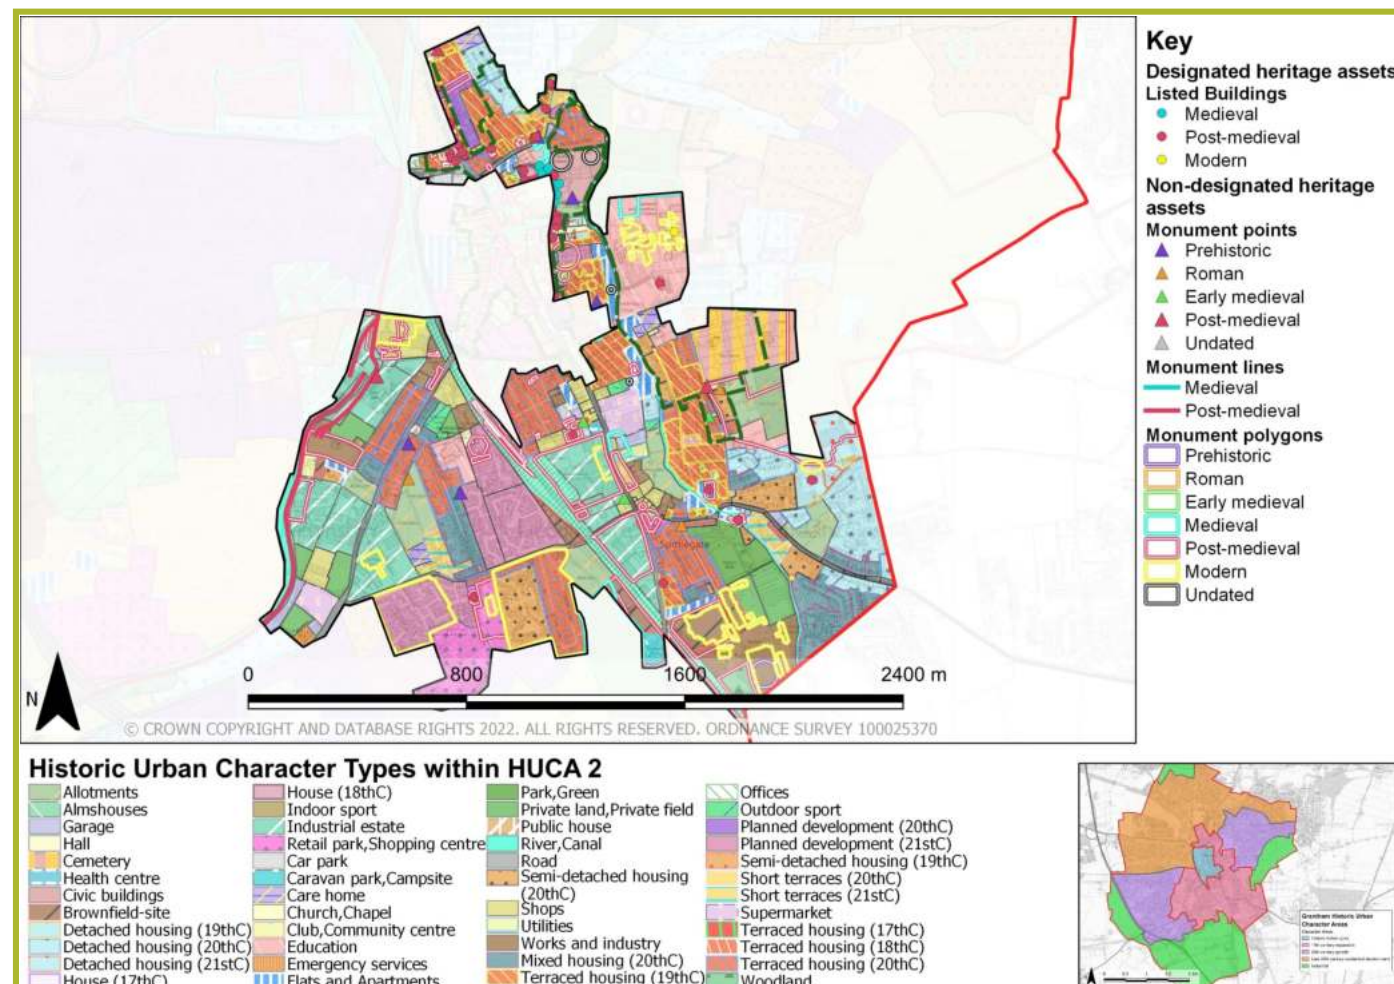 Key
Designated heritage assets
Listed Buildings
Medieval
Post-medieval
Modern
Non-designated heritage
assets
Monument points
Prehistoric
Roman
Early medieval
Post-medieval
Undated
Monument lines
Medieval
Post-medieval
Monument polygons
Prehistoric
Roman
Early medieval
Medieval
Post-medieval
Modern
Undated
N
0 800 1600 2400 m
© CROWN COPYRIGHT AND DATABASE RIGHTS 2022. ALL RIGHTS RESERVED. ORDNANCE SURVEY 100025370
Historic Urban Character Types within HUCA 2
Allotments
Almshouses
Garage
Hall
Cemetery
Health centre
Civic buildings
Brownfield-site
Detached housing (19thC)
Detached housing (20thC)
Detached housing (21stC)
House (17thC)
House (18thC)
Indoor sport
Industrial estate
Retail park,Shopping centre
Car park
Caravan park,Campsite
Care home
Church,Chapel
Club,Community centre
Education
Emergency services
Flats and Apartments
Park,Green
Private land,Private field
Public house
River,Canal
Road
Semi-detached housing
(20thC)
Shops
Utilities
Works and industry
Mixed housing (20thC)
Terraced housing (19thC)
Offices
Outdoor sport
Planned development (20thC)
Planned development (21stC)
Semi-detached housing (19thC)
Short terraces (20thC)
Short terraces (21stC)
Supermarket
Terraced housing (17thC)
Terraced housing (18thC)
Terraced housing (20thC)
Woodland
Grantham Historic Urban
Character Areas